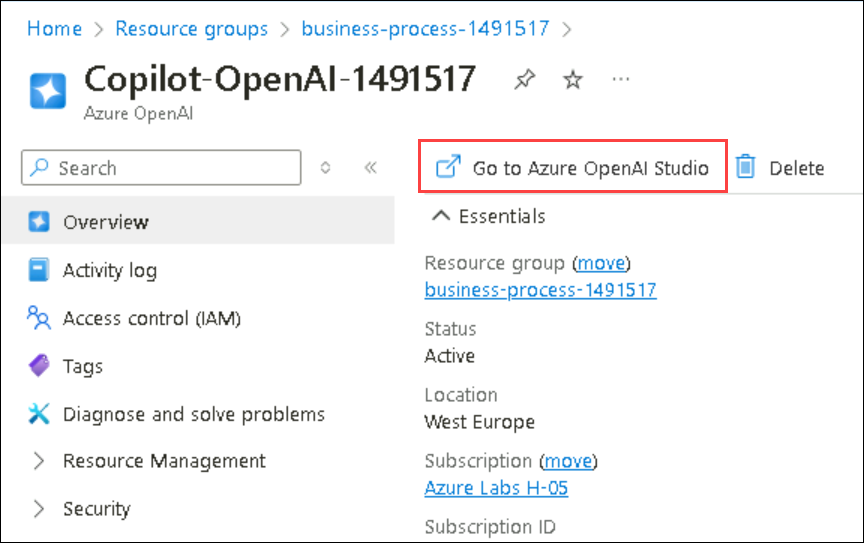 Home > Resource groups > business-process-1491517 >
Copilot-OpenAI-1491517
Azure OpenAI
Search
Go to Azure OpenAI Studio
Delete
Overview
Activity log
Access control (IAM)
Tags
Diagnose and solve problems
Resource Management
Security
Essentials
Resource group (move)
business-process-1491517
Status
Active
Location
West Europe
Subscription (move)
Azure Labs H-05
Subscription ID